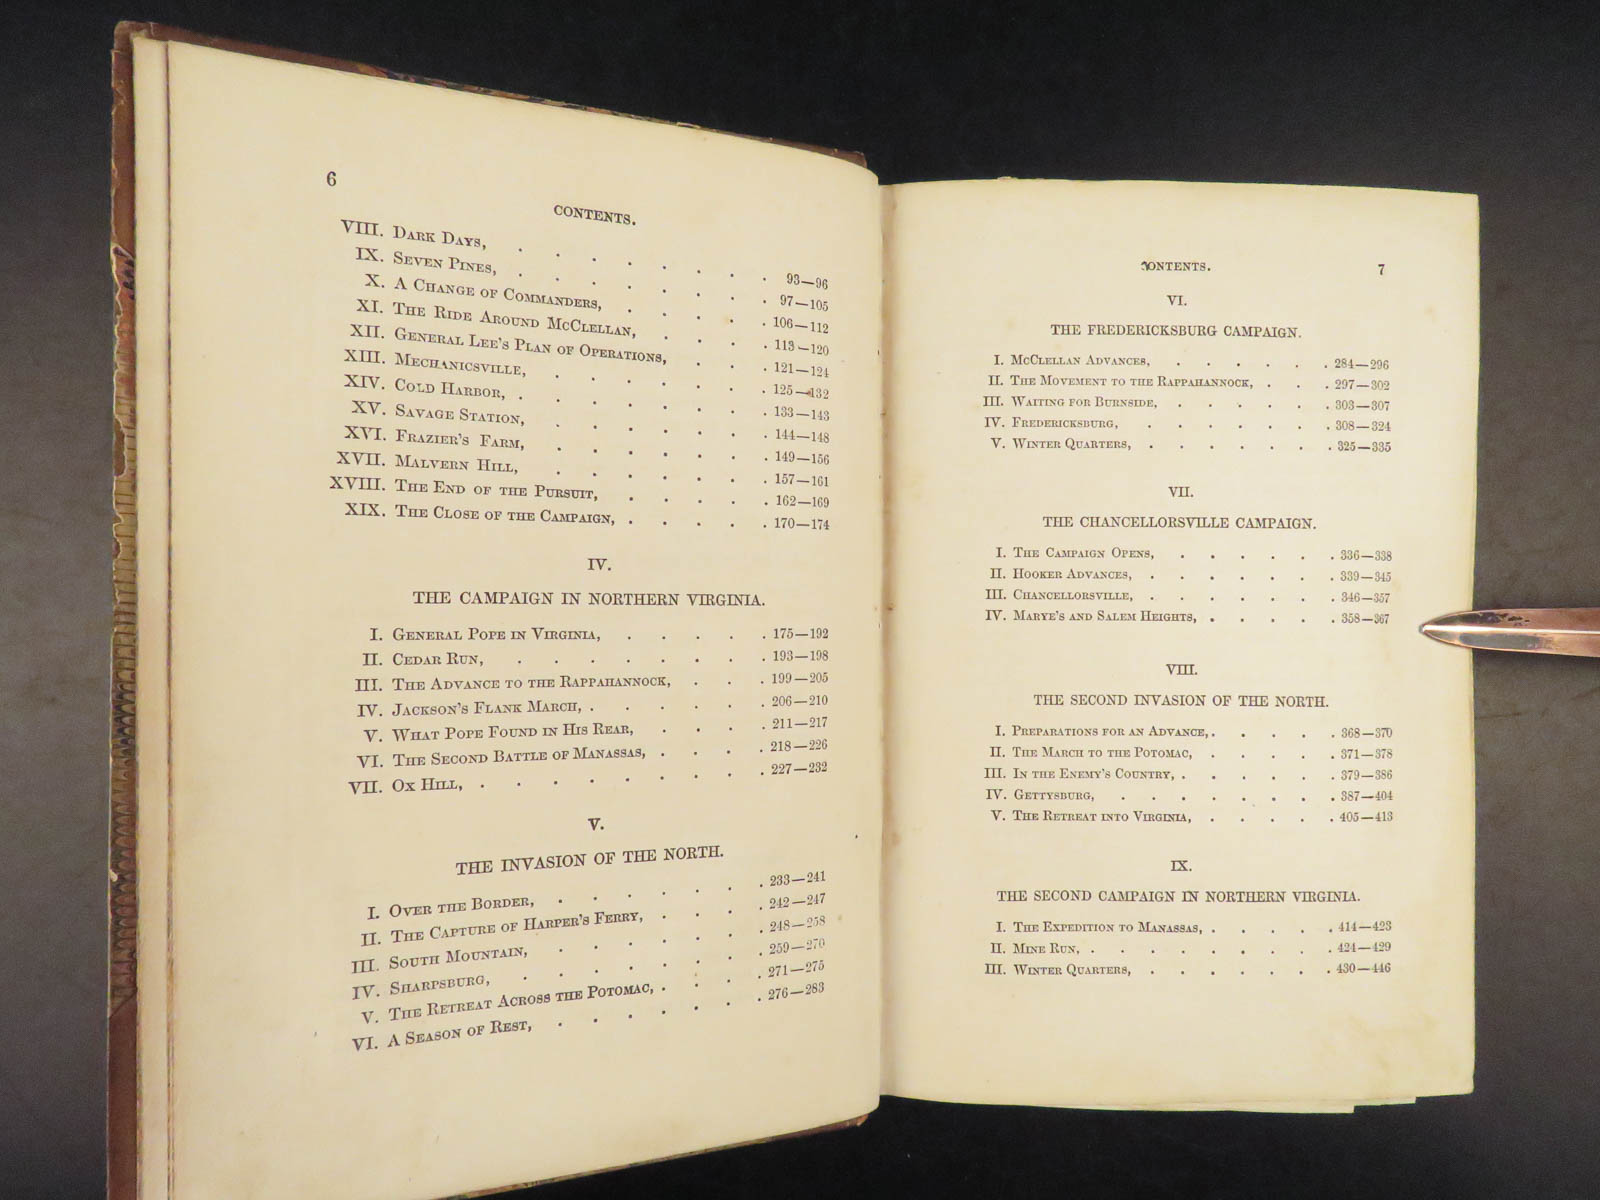 6
CONTENTS.
VIII. Dark Days, . . . . . . . . 93—96
IX. Seven Pines, . . . . . . . 97—105
X. A Change of Commanders, . . . . . 106—112
XI. The Ride Around McClellan, . . . . 113—120
XII. General Lee's Plan of Operations, . . . 121—124
XIII. Mechanicsville, . . . . . . . 125—132
XIV. Cold Harbor, . . . . . . . . 133—143
XV. Savage Station, . . . . . . . 144—148
XVI. Frazier's Farm, . . . . . . . 149—156
XVII. Malvern Hill, . . . . . . . 157—161
XVIII. The End of the Pursuit, . . . . . 162—169
XIX. The Close of the Campaign, . . . . . 170—174
IV.
THE CAMPAIGN IN NORTHERN VIRGINIA.
I. General Pope in Virginia, . . . . . 175—192
II. Cedar Run, . . . . . . . . 193—198
III. The Advance to the Rappahannock, . . . 199—205
IV. Jackson's Flank March, . . . . . . 206—210
V. What Pope Found in His Rear, . . . . 211—217
VI. The Second Battle of Manassas, . . . . 218—226
VII. Ox Hill, . . . . . . . . . 227—232
V.
THE INVASION OF THE NORTH.
I. Over the Border, . . . . . . . 233—241
II. The Capture of Harper's Ferry, . . . . 242—247
III. South Mountain, . . . . . . . 248—258
IV. Sharpsburg, . . . . . . . . 259—270
V. The Retreat Across the Potomac, . . . . 271—275
VI. A Season of Rest, . . . . . . . 276—283
CONTENTS. 7
VI.
THE FREDERICKSBURG CAMPAIGN.
I. McClellan Advances, . . . . . . 284—296
II. The Movement to the Rappahannock, . . . 297—302
III. Waiting for Burnside, . . . . . . 303—307
IV. Fredericksburg, . . . . . . . 308—324
V. Winter Quarters, . . . . . . . 325—335
VII.
THE CHANCELLORSVILLE CAMPAIGN.
I. The Campaign Opens, . . . . . . 336—338
II. Hooker Advances, . . . . . . . 339—345
III. Chancellorsville, . . . . . . . 346—357
IV. Marye's and Salem Heights, . . . . . 358—367
VIII.
THE SECOND INVASION OF THE NORTH.
I. Preparations for an Advance, . . . . . 368—370
II. The March to the Potomac, . . . . . 371—378
III. In the Enemy's Country, . . . . . . 379—386
IV. Gettysburg, . . . . . . . . 387—404
V. The Retreat into Virginia, . . . . . 405—413
IX.
THE SECOND CAMPAIGN IN NORTHERN VIRGINIA.
I. The Expedition to Manassas, . . . . . 414—423
II. Mine Run, . . . . . . . . . 424—429
III. Winter Quarters, . . . . . . . 430—446